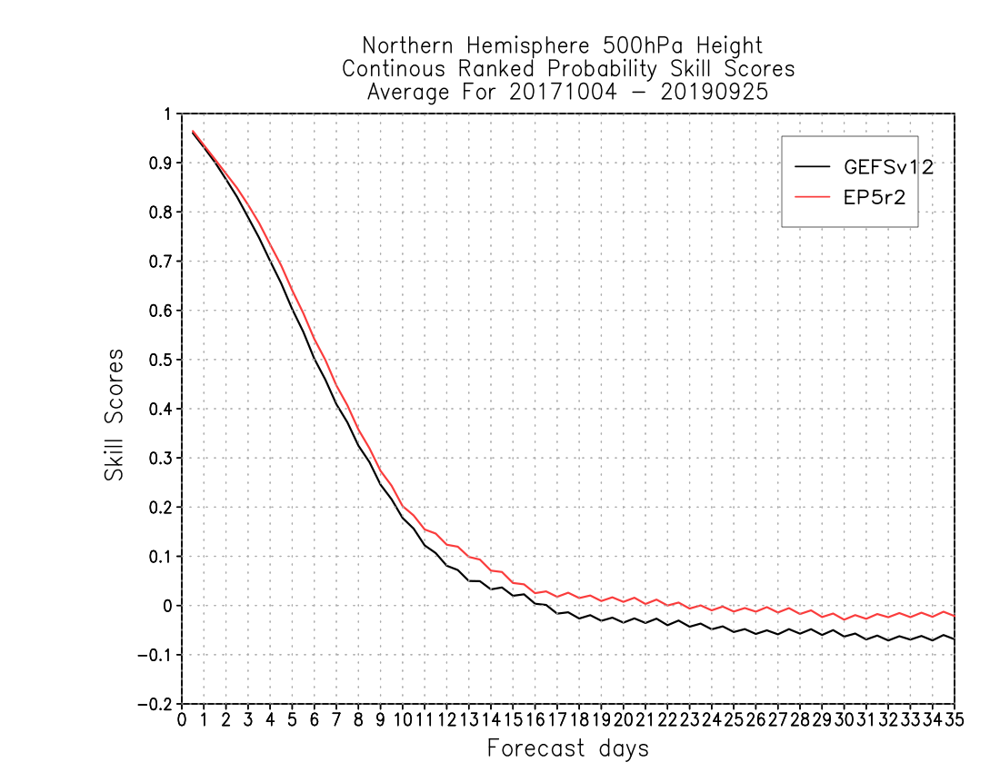 Northern Hemisphere 500hPa Height
Continous Ranked Probability Skill Scores
Average For 20171004 − 20190925
1
0.9
0.8
0.7
0.6
0.5
0.4
0.3
0.2
0.1
0
−0.1
−0.2
Skill Scores
GEFSv12
EP5r2
0 1 2 3 4 5 6 7 8 9 10 11 12 13 14 15 16 17 18 19 20 21 22 23 24 25 26 27 28 29 30 31 32 33 34 35
Forecast days